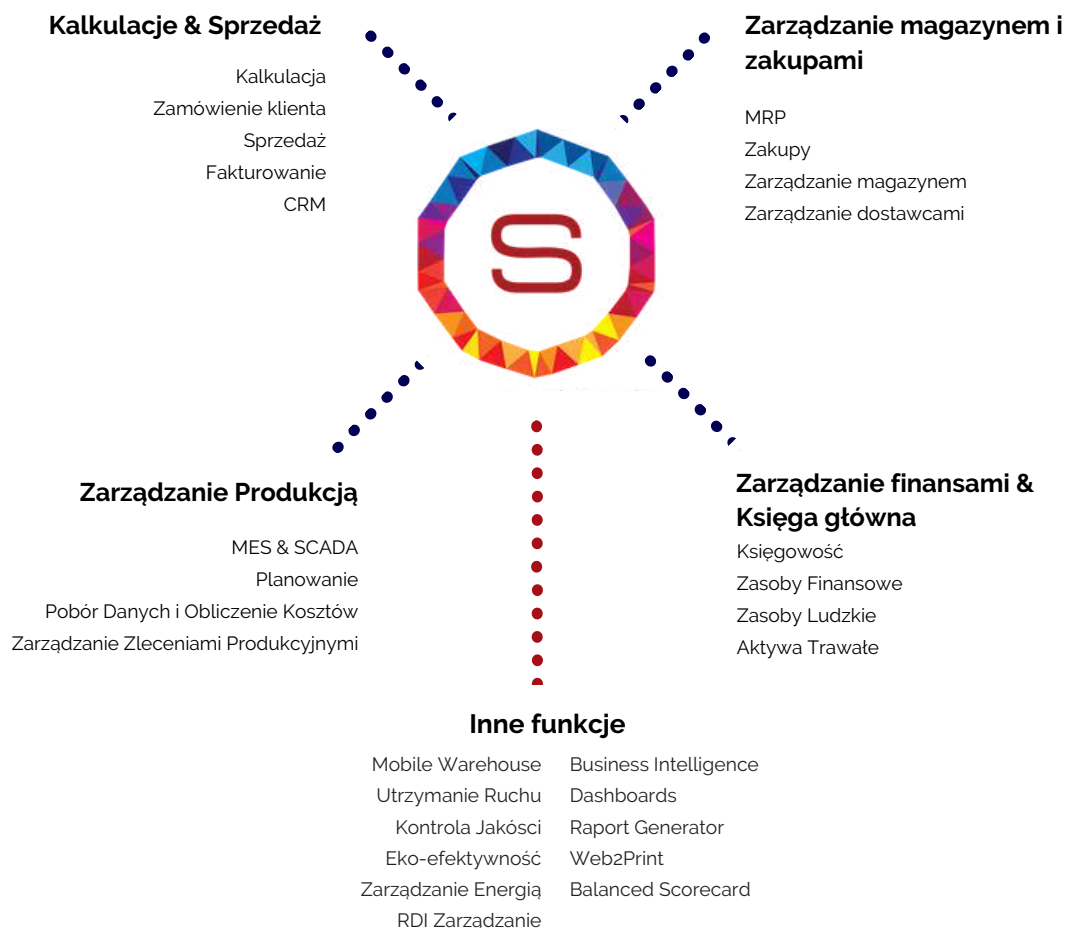 Kalkulacje & Sprzedaż
Kalkulacja
Zamówienie klienta
Sprzedaż
Fakturowanie
CRM
Zarządzanie magazynem i
zakupami
MRP
Zakupy
Zarządzanie magazynem
Zarządzanie dostawcami
S
Zarządzanie Produkcją
MES & SCADA
Planowanie
Pobór Danych i Obliczenie Kosztów
Zarządzanie Zleceniami Produkcyjnymi
Zarządzanie finansami &
Księga główna
Księgowość
Zasoby Finansowe
Zasoby Ludzkie
Aktywa Trawałe
Inne funkcje
Mobile Warehouse
Utrzymanie Ruchu
Kontrola Jakósci
Eko-efektywność
Zarządzanie Energią
RDI Zarządzanie
Business Intelligence
Dashboards
Raport Generator
Web2Print
Balanced Scorecard